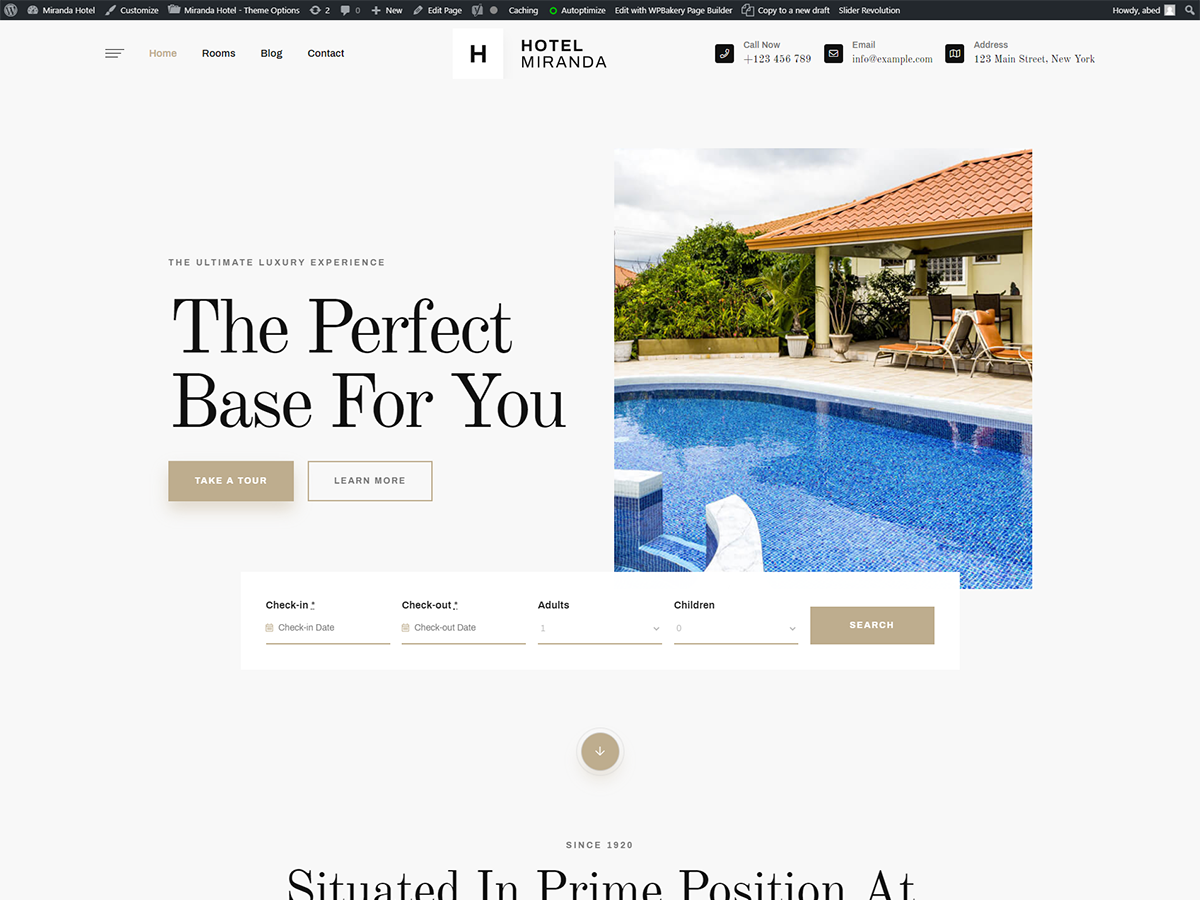 Miranda Hotel Customize Miranda Hotel - Theme Options 2 0 New Edit Page Caching Autoptimize Edit with WPBakery Page Builder Copy to a new draft Slider Revolution Howdy, abed
Home Rooms Blog Contact
H
HOTEL
MIRANDA
Call Now
+123 456 789
Email
info@example.com
Address
123 Main Street, New York
THE ULTIMATE LUXURY EXPERIENCE
The Perfect
Base For You
TAKE A TOUR LEARN MORE
Check-in * Check-out * Adults Children
Check-in Date Check-out Date 1 0 SEARCH
SINCE 1920
Situated In Prime Position At